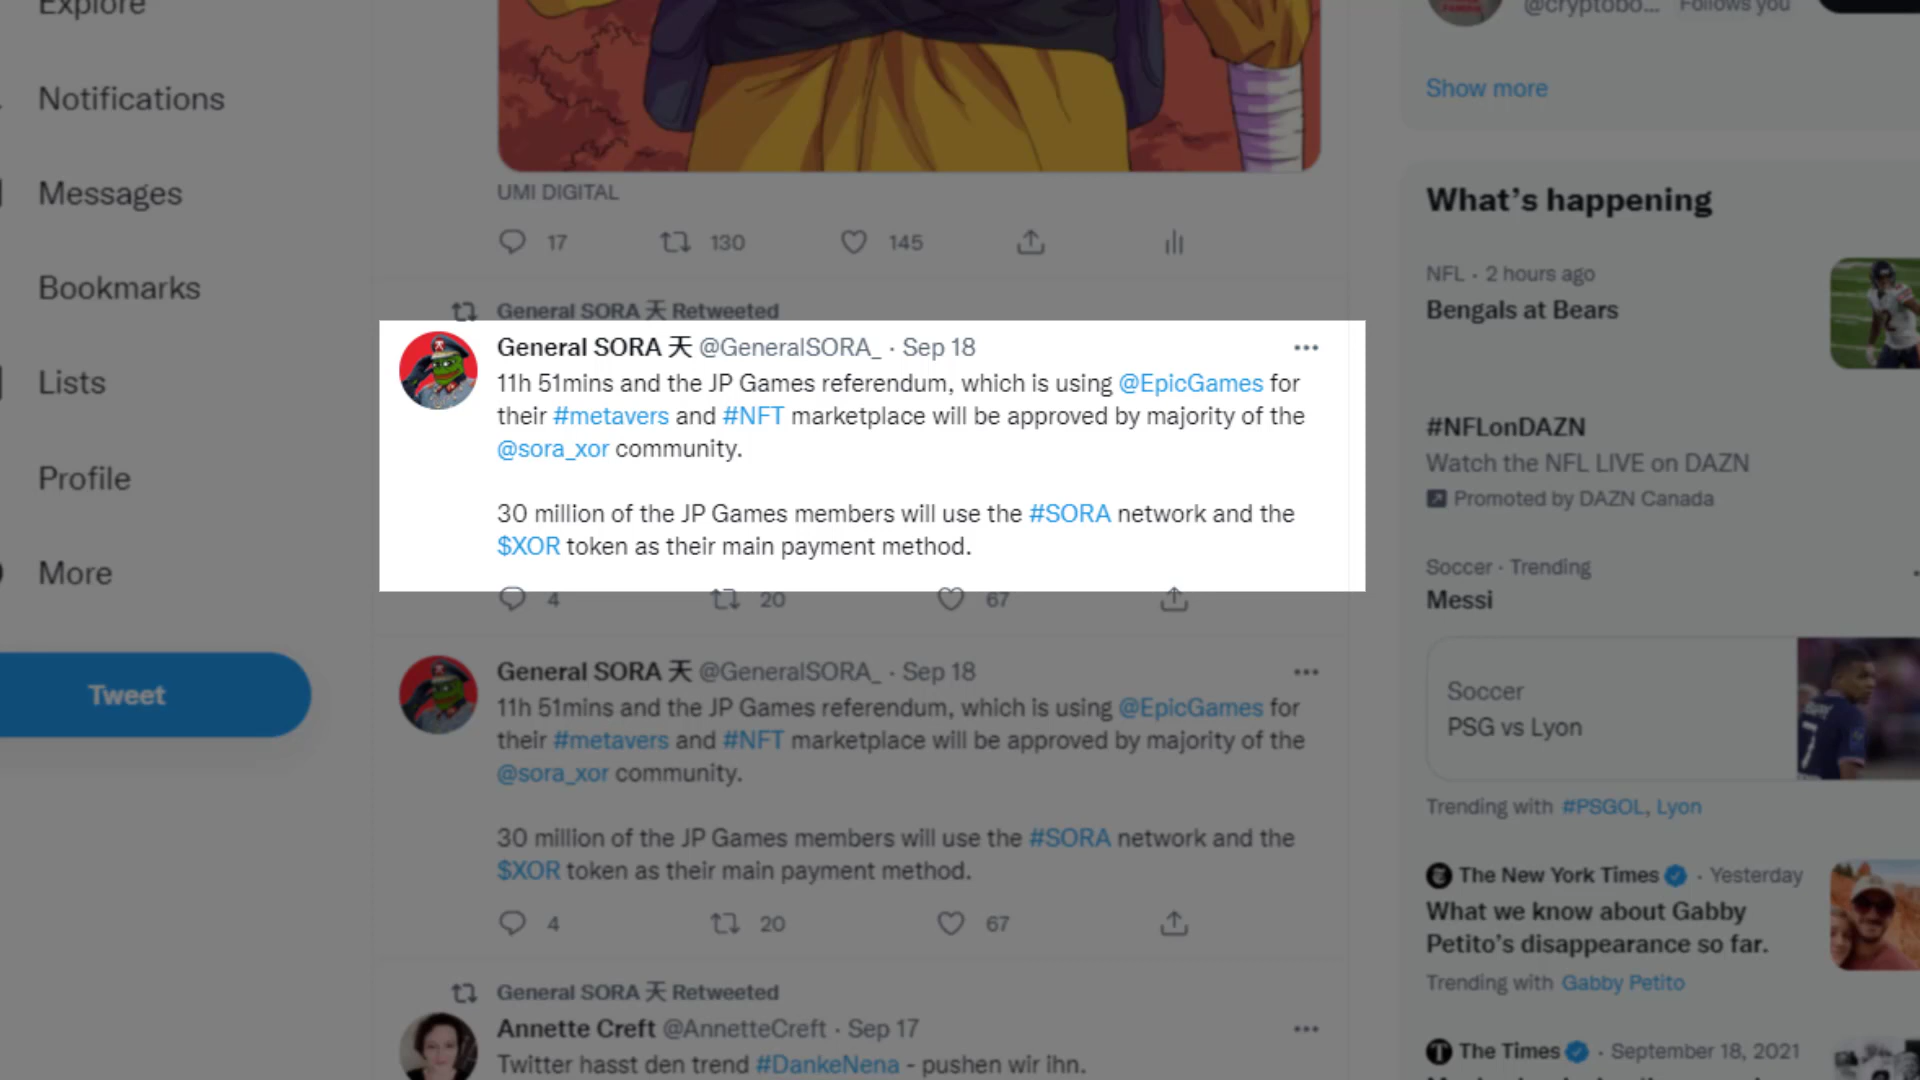 Explore
Notifications
Messages
Bookmarks
Lists
Profile
More
Tweet
UMI DIGITAL
17 130 145
General SORA 天 Retweeted
General SORA 天 @GeneralSORA_ · Sep 18
11h 51mins and the JP Games referendum, which is using @EpicGames for
their #metavers and #NFT marketplace will be approved by majority of the
@sora_xor community.
30 million of the JP Games members will use the #SORA network and the
$XOR token as their main payment method.
4 20 67
General SORA 天 @GeneralSORA_ · Sep 18
11h 51mins and the JP Games referendum, which is using @EpicGames for
their #metavers and #NFT marketplace will be approved by majority of the
@sora_xor community.
30 million of the JP Games members will use the #SORA network and the
$XOR token as their main payment method.
4 20 67
General SORA 天 Retweeted
Annette Creft @AnnetteCreft · Sep 17
Twitter hasst den trend #DankeNena - pushen wir ihn.
@cryptobo... Follows you
Show more
What's happening
NFL · 2 hours ago
Bengals at Bears
#NFLonDAZN
Watch the NFL LIVE on DAZN
Promoted by DAZN Canada
Soccer · Trending
Messi
Soccer
PSG vs Lyon
Trending with #PSGOL, Lyon
The New York Times · Yesterday
What we know about Gabby
Petito's disappearance so far.
Trending with Gabby Petito
The Times · September 18, 2021